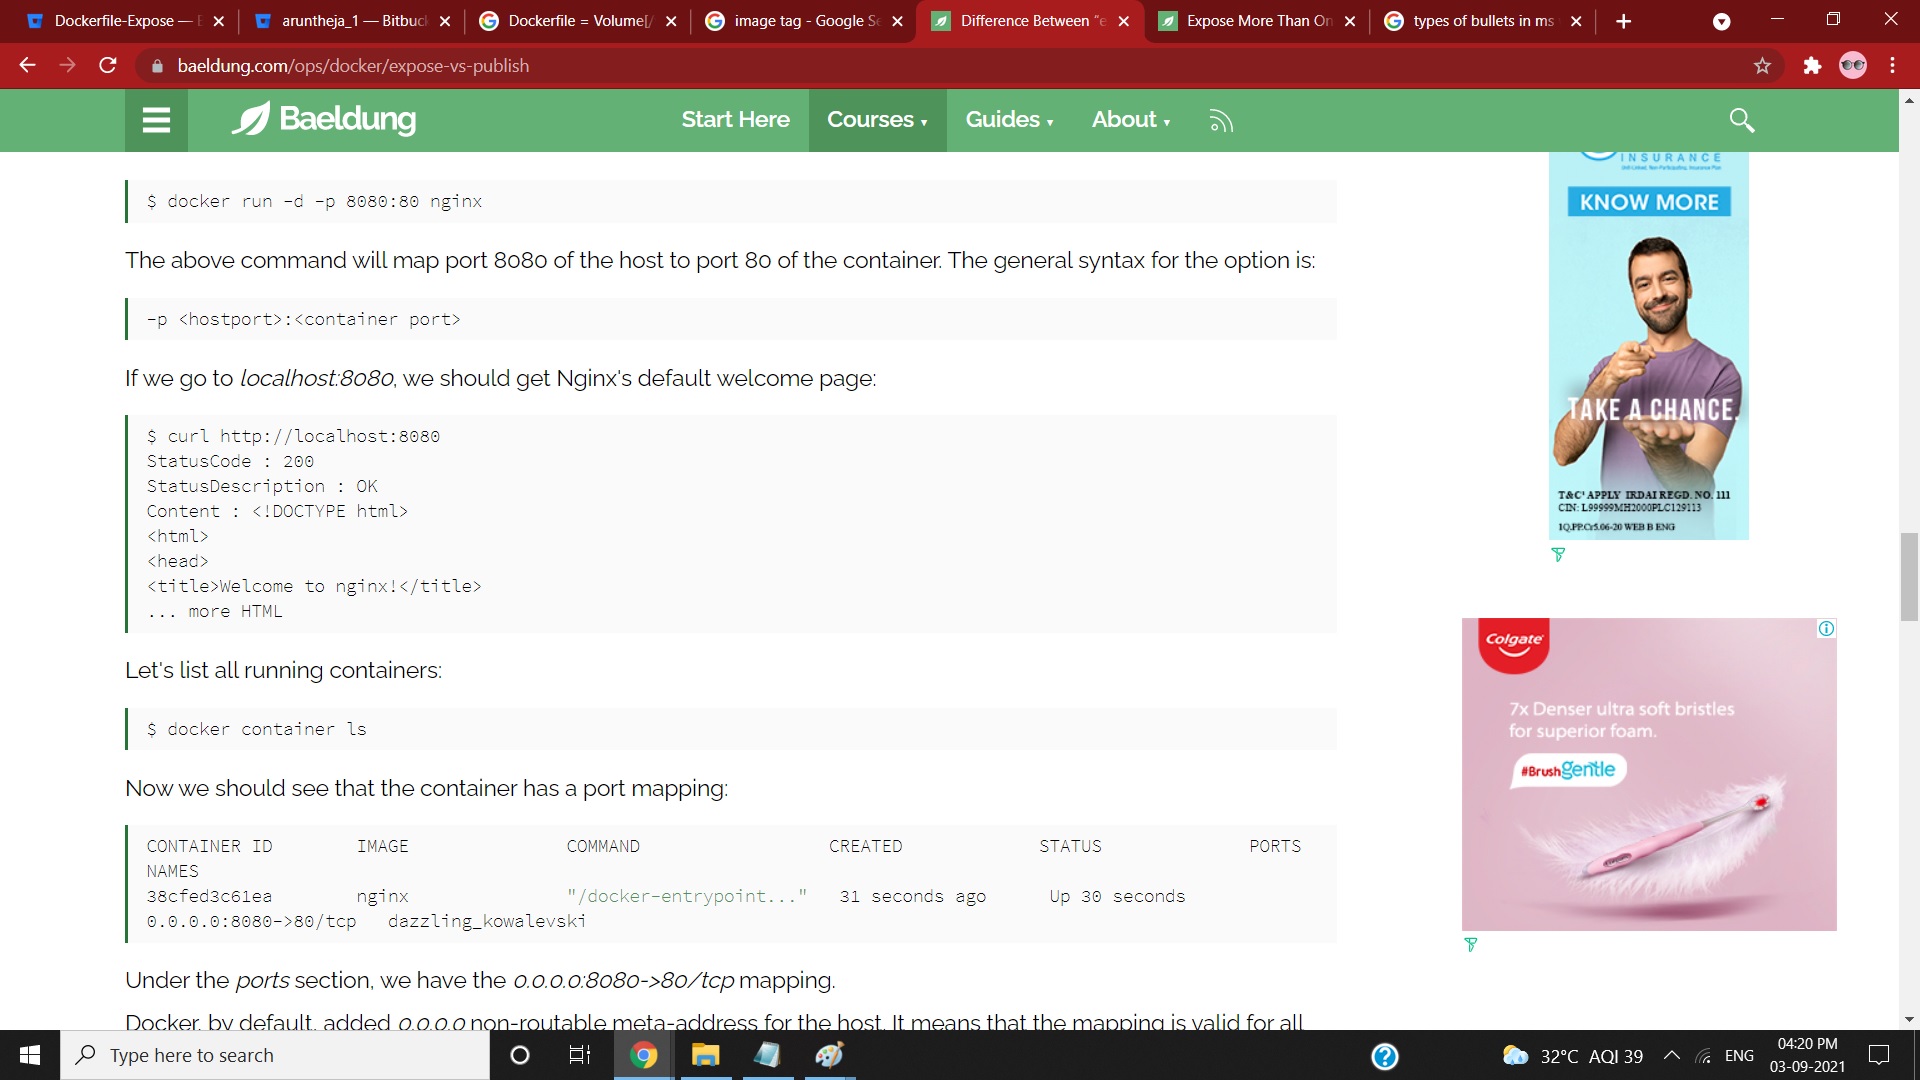 Dockerfile-Expose —
aruntheja_1 — Bitbuc
Dockerfile = Volume[/
image tag - Google Se
Difference Between "e
Expose More Than On
types of bullets in ms
baeldung.com/ops/docker/expose-vs-publish
Baeldung
Start Here
Courses
Guides
About
$ docker run -d -p 8080:80 nginx
The above command will map port 8080 of the host to port 80 of the container. The general syntax for the option is:
-p <hostport>:<container port>
If we go to localhost:8080, we should get Nginx's default welcome page:
$ curl http://localhost:8080
StatusCode : 200
StatusDescription : OK
Content : <!DOCTYPE html>
<html>
<head>
<title>Welcome to nginx!</title>
... more HTML
Let's list all running containers:
$ docker container ls
Now we should see that the container has a port mapping:
CONTAINER ID IMAGE COMMAND CREATED STATUS PORTS
NAMES
38cfed3c61ea nginx "/docker-entrypoint..." 31 seconds ago Up 30 seconds
0.0.0.0:8080->80/tcp dazzling_kowalevski
Under the ports section, we have the 0.0.0.0:8080->80/tcp mapping.
Docker, by default, added 0.0.0.0 non-routable meta-address for the host. It means that the mapping is valid for all
INSURANCE
KNOW MORE
TAKE A CHANCE.
T&C' APPLY IRDAI REGD. NO. 111
CIN: L99999MH2000PLC129113
1Q.PP.Cr5.06-20 WEB B ENG
Colgate
7x Denser ultra soft bristles
for superior foam.
#Brushgentle
Type here to search
32°C AQI 39
ENG
04:20 PM
03-09-2021